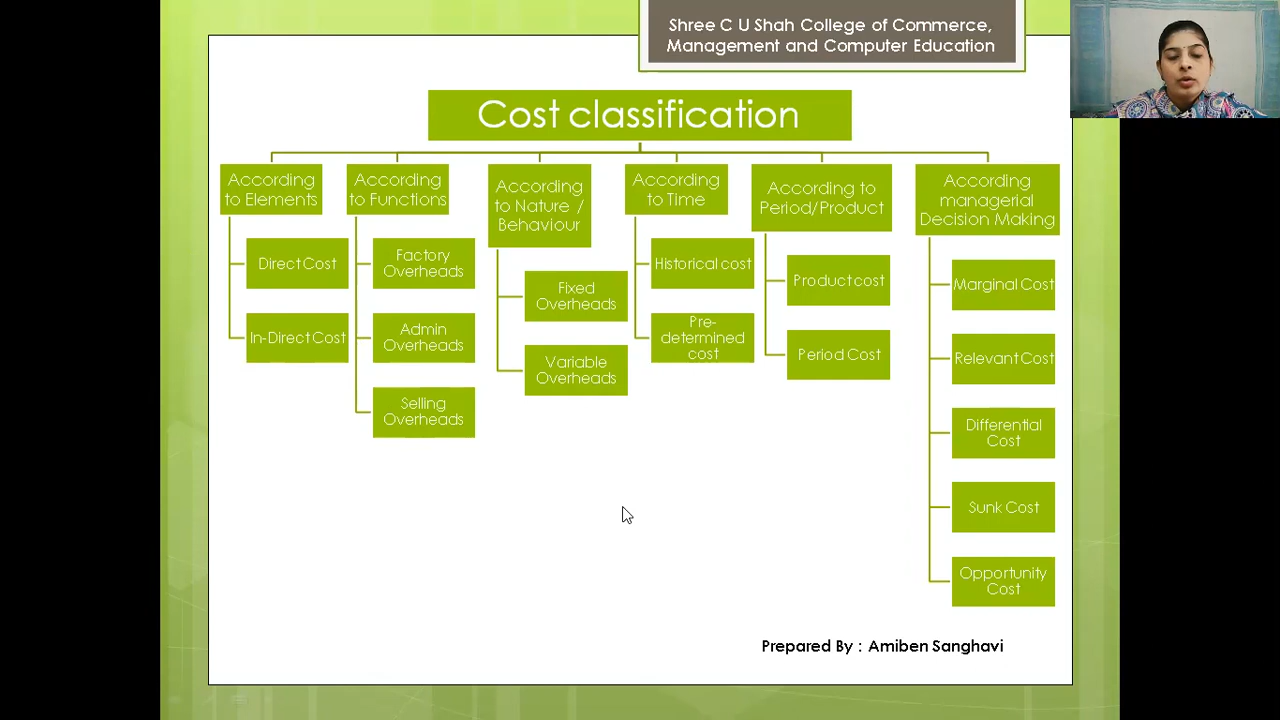 Shree C U Shah College of Commerce,
Management and Computer Education
Cost classification
According
to Elements
Direct Cost
In-Direct Cost
According
to Functions
Factory
Overheads
Admin
Overheads
Selling
Overheads
According
to Nature /
Behaviour
Fixed
Overheads
Variable
Overheads
According
to Time
Historical cost
Pre-
determined
cost
According to
Period/Product
Product cost
Period Cost
According
managerial
Decision Making
Marginal Cost
Relevant Cost
Differential
Cost
Sunk Cost
Opportunity
Cost
Prepared By : Amiben Sanghavi